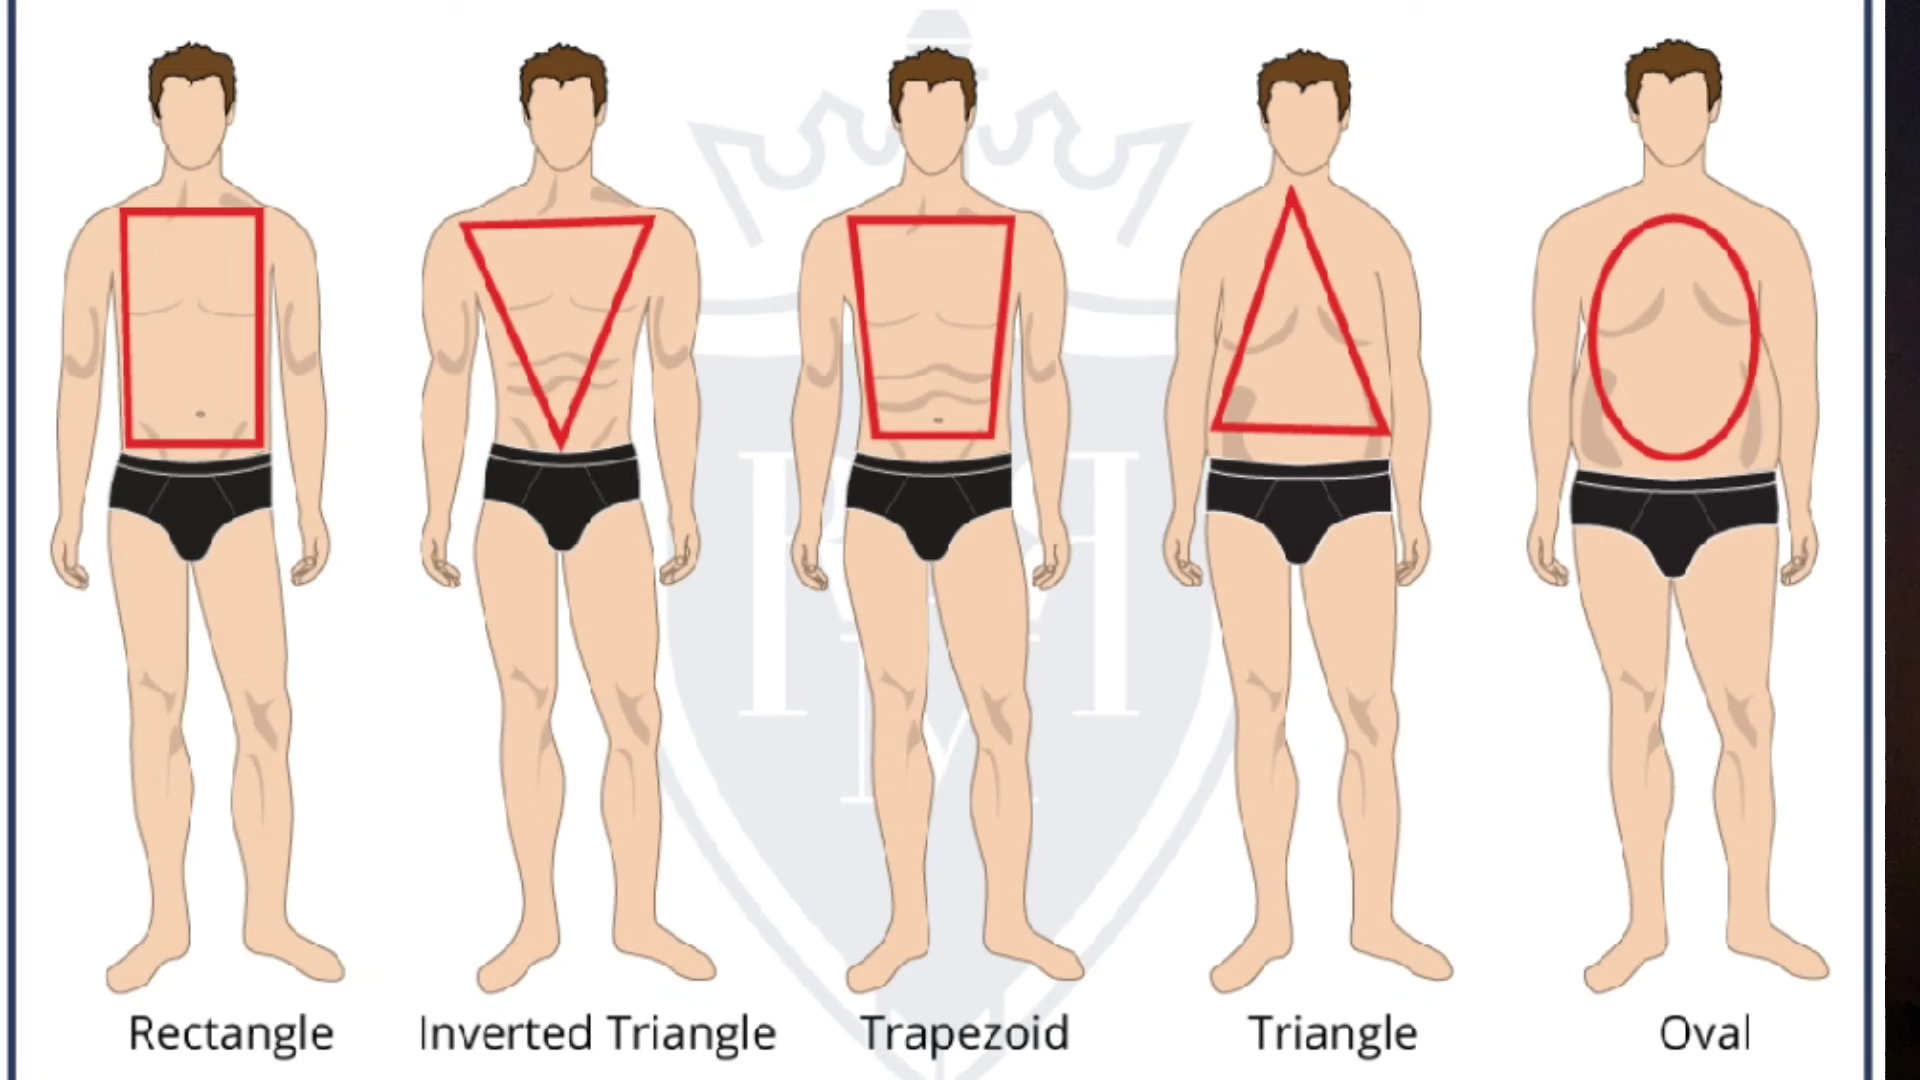 Rectangle
Inverted Triangle
Trapezoid
Triangle
Oval